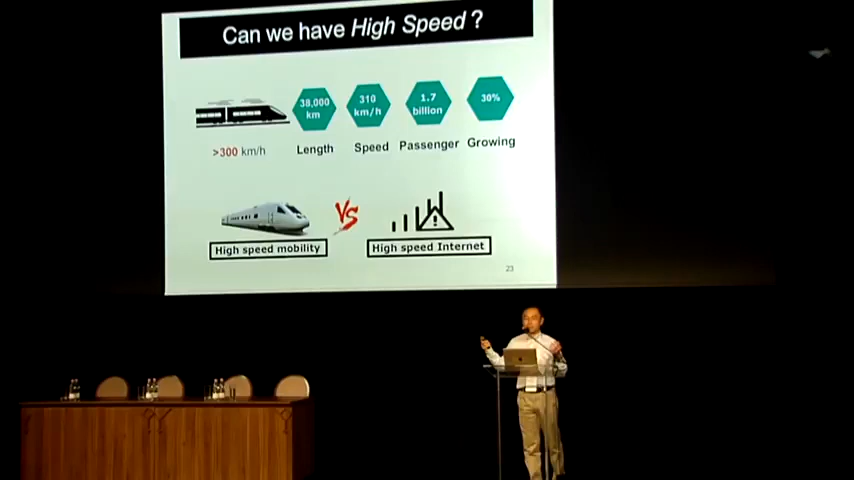 Can we have High Speed ?
38,000
km
310
km/h
1.7
billion
30%
>300 km/h
Length
Speed
Passenger
Growing
VS
High speed mobility
High speed Internet
23